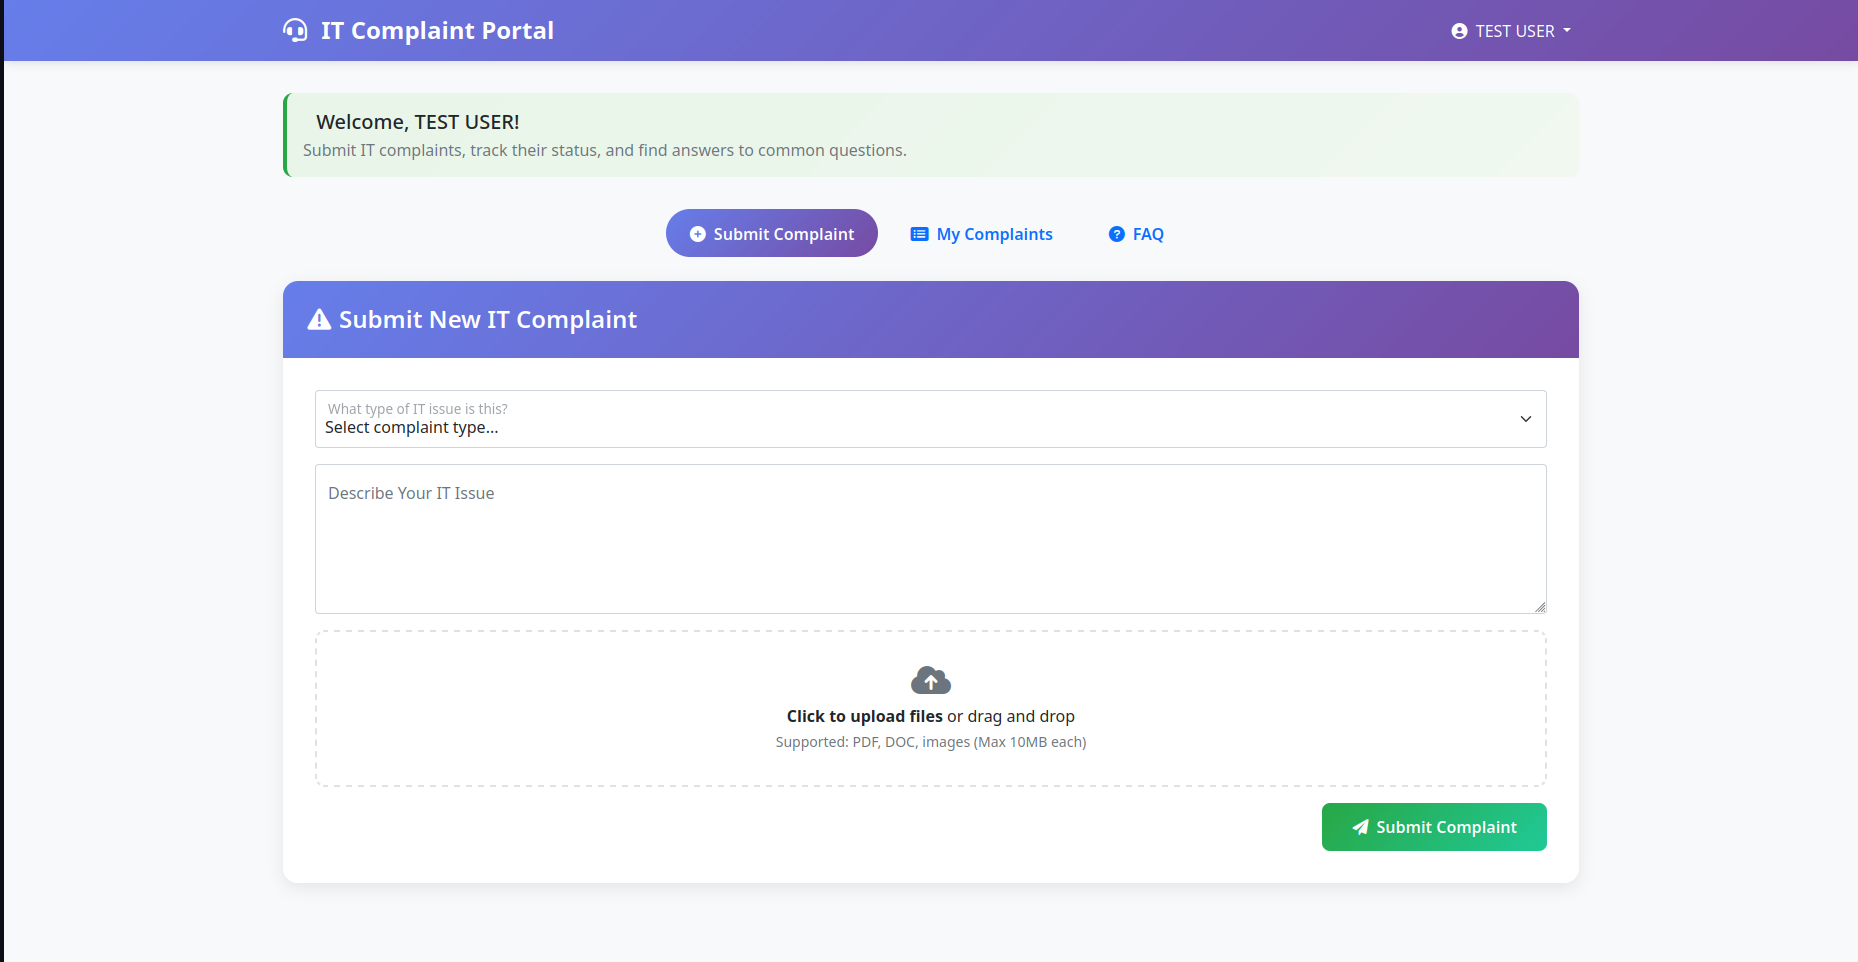 IT Complaint Portal
TEST USER
Welcome, TEST USER!
Submit IT complaints, track their status, and find answers to common questions.
Submit Complaint
My Complaints
FAQ
Submit New IT Complaint
What type of IT issue is this?
Select complaint type...
Describe Your IT Issue
Click to upload files or drag and drop
Supported: PDF, DOC, images (Max 10MB each)
Submit Complaint